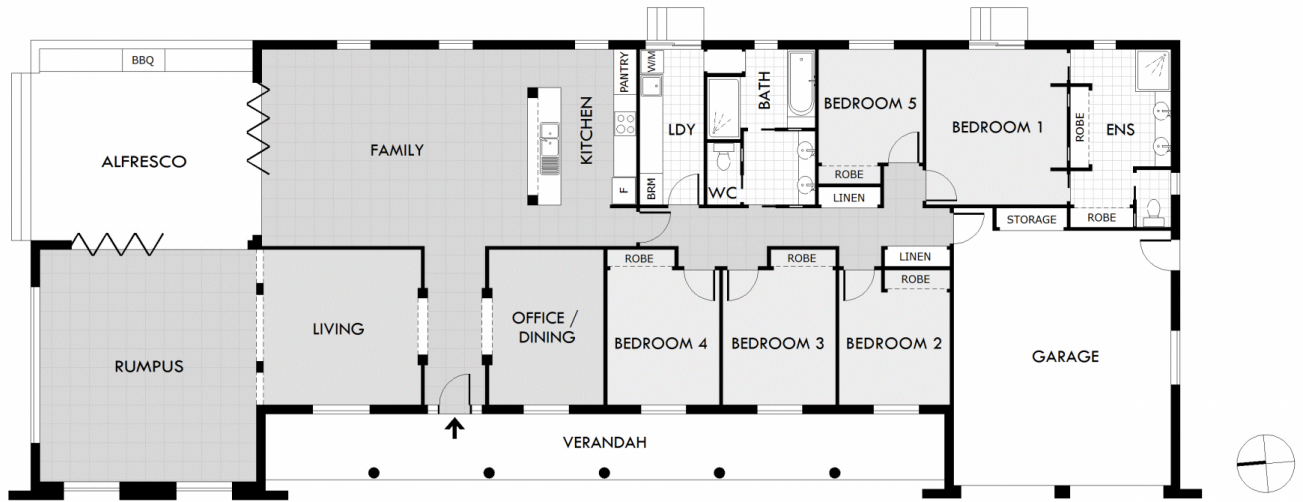 BBQ
ALFRESCO
FAMILY
KITCHEN
PANTRY
F
W/M
LDY
BRM
BATH
WC
BEDROOM 5
ROBE
LINEN
BEDROOM 1
ROBE
ENS
ROBE
STORAGE
LINEN
ROBE
ROBE
ROBE
RUMPUS
LIVING
OFFICE /
DINING
BEDROOM 4
BEDROOM 3
BEDROOM 2
GARAGE
VERANDAH